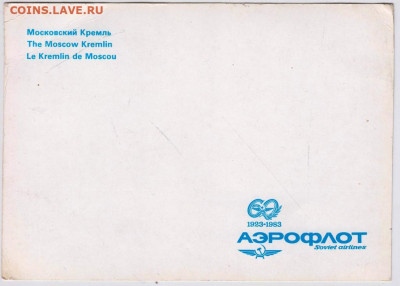 COINS.LAVE.RU
Московский Кремль
The Moscow Kremlin
Le Kremlin de Moscou
60
1923-1983
АЭРОФЛОТ
Soviet airlines